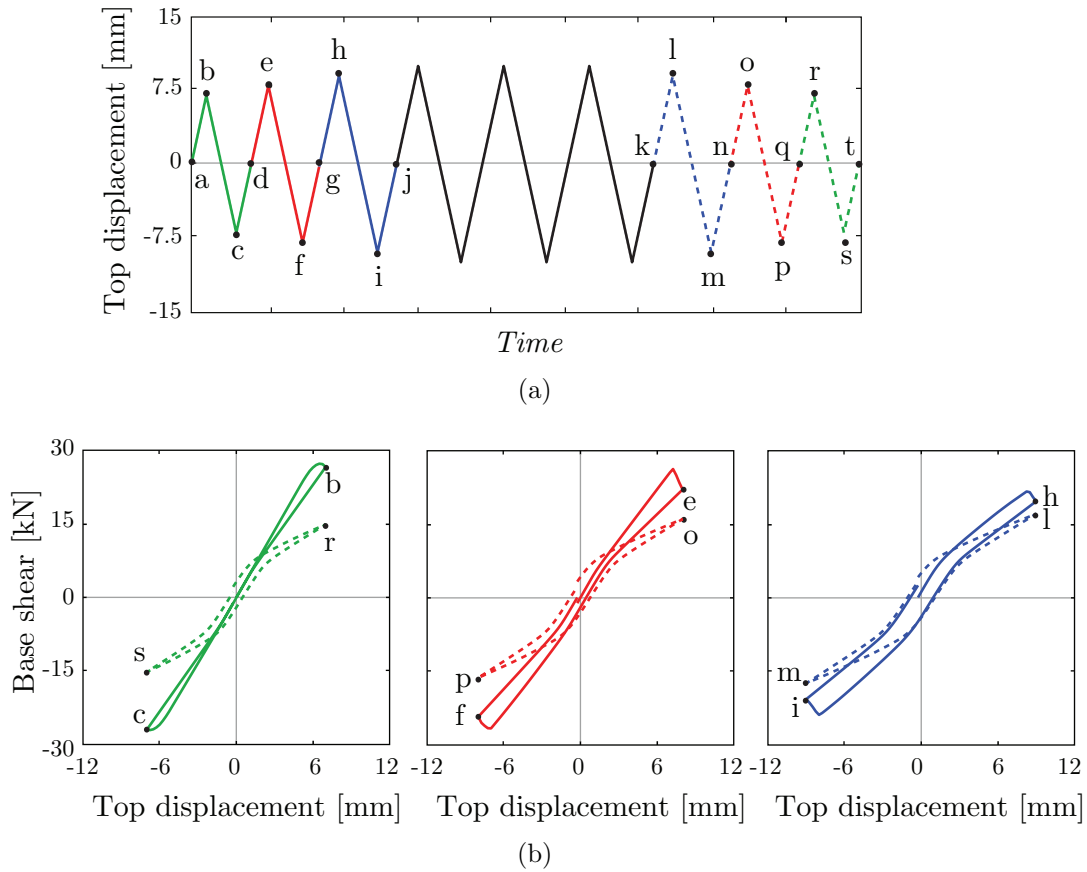 15
7.5
0
-7.5
-15
Top displacement [mm]
b e h l o r
a d g j k n q t
c f i m p s
Time
(a)
30
15
0
-15
-30
Base shear [kN]
b
r
s
c
e
o
p
f
h
l
m
i
-12 -6 0 6 12 -12 -6 0 6 12 -12 -6 0 6 12
Top displacement [mm] Top displacement [mm] Top displacement [mm]
(b)